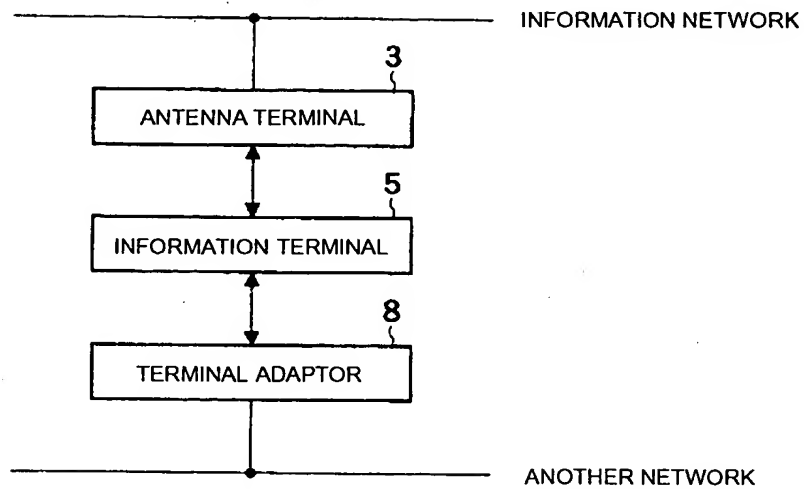 INFORMATION NETWORK
3
ANTENNA TERMINAL
5
INFORMATION TERMINAL
8
TERMINAL ADAPTOR
ANOTHER NETWORK